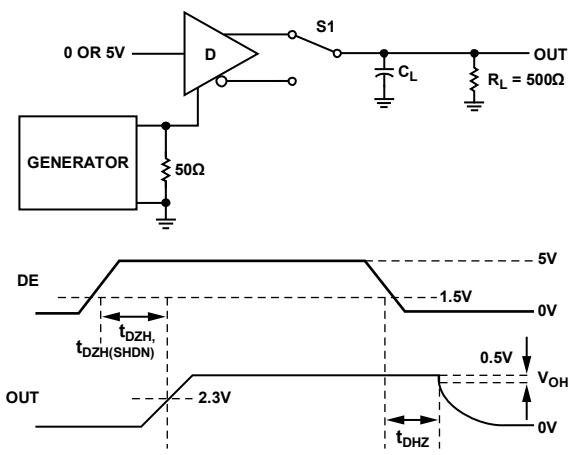 S1
0 OR 5V
D
OUT
C_L
R_L = 500Ω
GENERATOR
50Ω
5V
DE
1.5V
0V
t_DZH,
t_DZH(SHDN)
0.5V
V_OH
OUT
2.3V
0V
t_DHZ